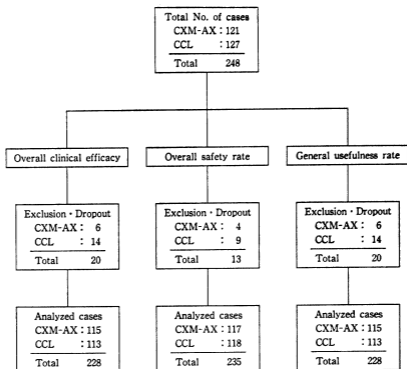 Total No. of cases
CXM-AX : 121
CCL : 127
Total 248
Overall clinical efficacy
Overall safety rate
General usefulness rate
Exclusion・Dropout
CXM-AX : 6
CCL : 14
Total 20
Exclusion・Dropout
CXM-AX : 4
CCL : 9
Total 13
Exclusion・Dropout
CXM-AX : 6
CCL : 14
Total 20
Analyzed cases
CXM-AX : 115
CCL : 113
Total 228
Analyzed cases
CXM-AX : 117
CCL : 118
Total 235
Analyzed cases
CXM-AX : 115
CCL : 113
Total 228